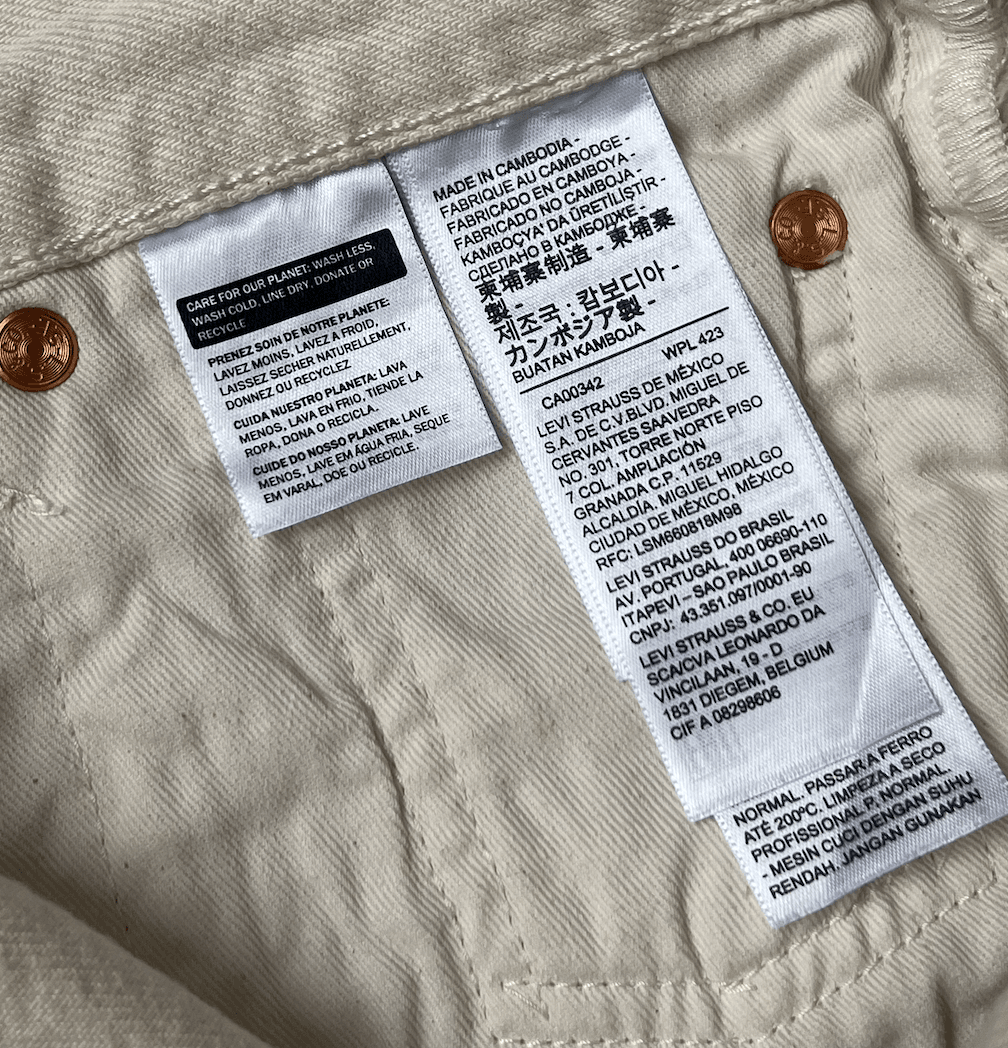 CARE FOR OUR PLANET: WASH LESS,
WASH COLD, LINE DRY, DONATE OR
RECYCLE
PRENEZ SOIN DE NOTRE PLANETE:
LAVEZ MOINS, LAVEZ A FROID,
LAISSEZ SECHER NATURELLEMENT,
DONNEZ OU RECYCLEZ
CUIDA NUESTRO PLANETA: LAVA
MENOS, LAVA EN FRIO, TIENDE LA
ROPA, DONA O RECICLA.
CUIDE DO NOSSO PLANETA: LAVE
MENOS, LAVE EM ÁGUA FRIA, SEQUE
EM VARAL, DOE OU RECICLE.
MADE IN CAMBODIA -
FABRIQUE AU CAMBODGE -
FABRICADO EN CAMBOYA -
FABRICADO NO CAMBOJA -
KAMBOÇYA' DA ÜRETİLİŞTİR -
СДЕЛАНО В КАМБОДЖЕ -
柬埔寨制造 - 柬埔寨
製 -
제조국 : 캄보디아 -
カンボジア製 -
BUATAN KAMBOJA
WPL 423
CA00342
LEVI STRAUSS DE MÉXICO
S.A. DE C.V.BLVD. MIGUEL DE
CERVANTES SAAVEDRA
NO. 301, TORRE NORTE PISO
7 COL. AMPLIACIÓN
GRANADA C.P. 11529
ALCALDÍA. MIGUEL HIDALGO
CIUDAD DE MÉXICO, MÉXICO
RFC: LSM660818M98
LEVI STRAUSS DO BRASIL
AV. PORTUGAL, 400 06690-110
ITAPEVI – SAO PAULO BRASIL
CNPJ: 43.351.097/0001-90
LEVI STRAUSS & CO. EU
SCA/CVA LEONARDO DA
VINCILAAN, 19 - D
1831 DIEGEM, BELGIUM
CIF A 08298606
NORMAL. PASSAR A FERRO
ATÉ 200ºC. LIMPEZA A SECO
PROFISSIONAL P, NORMAL.
- MESIN CUCI DENGAN SUHU
RENDAH, JANGAN GUNAKAN